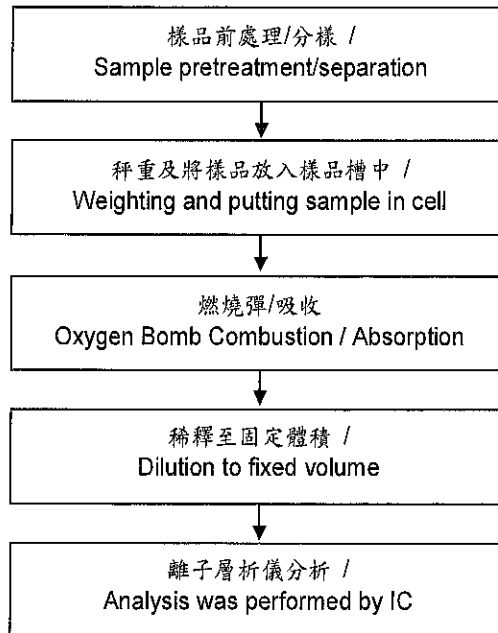 樣品前處理/分樣 /
Sample pretreatment/separation
秤重及將樣品放入樣品槽中 /
Weighting and putting sample in cell
燃燒彈/吸收
Oxygen Bomb Combustion / Absorption
稀釋至固定體積 /
Dilution to fixed volume
離子層析儀分析 /
Analysis was performed by IC